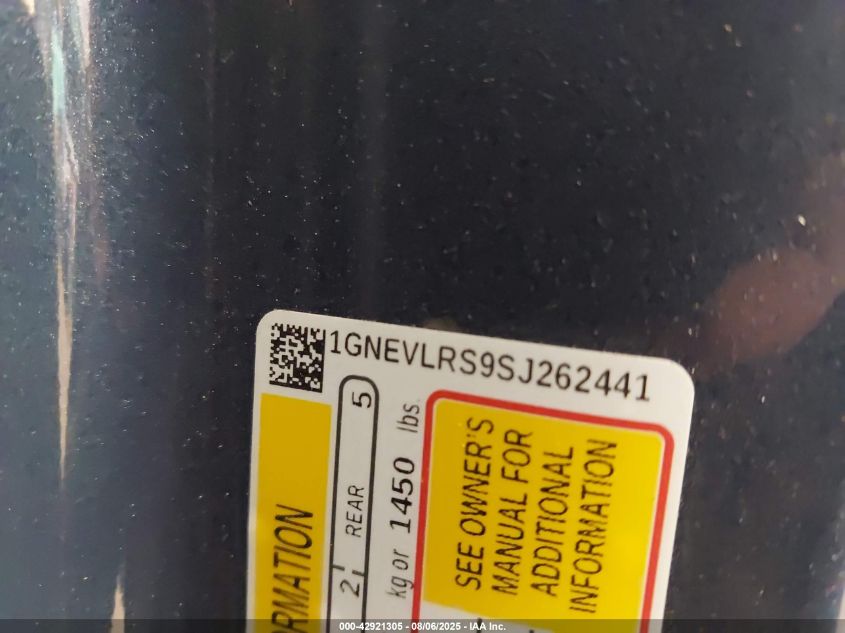 1GNEVLRS9SJ262441
RMATION
2 REAR 5
kg or 1450 lbs.
SEE OWNER'S
MANUAL FOR
ADDITIONAL
INFORMATION
000-42921305 - 08/06/2025 - IAA Inc.